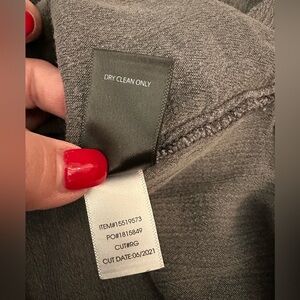 DRY CLEAN ONLY
ITEM#15519573
PO#1815849
CUT#RG
CUT DATE:06/2021